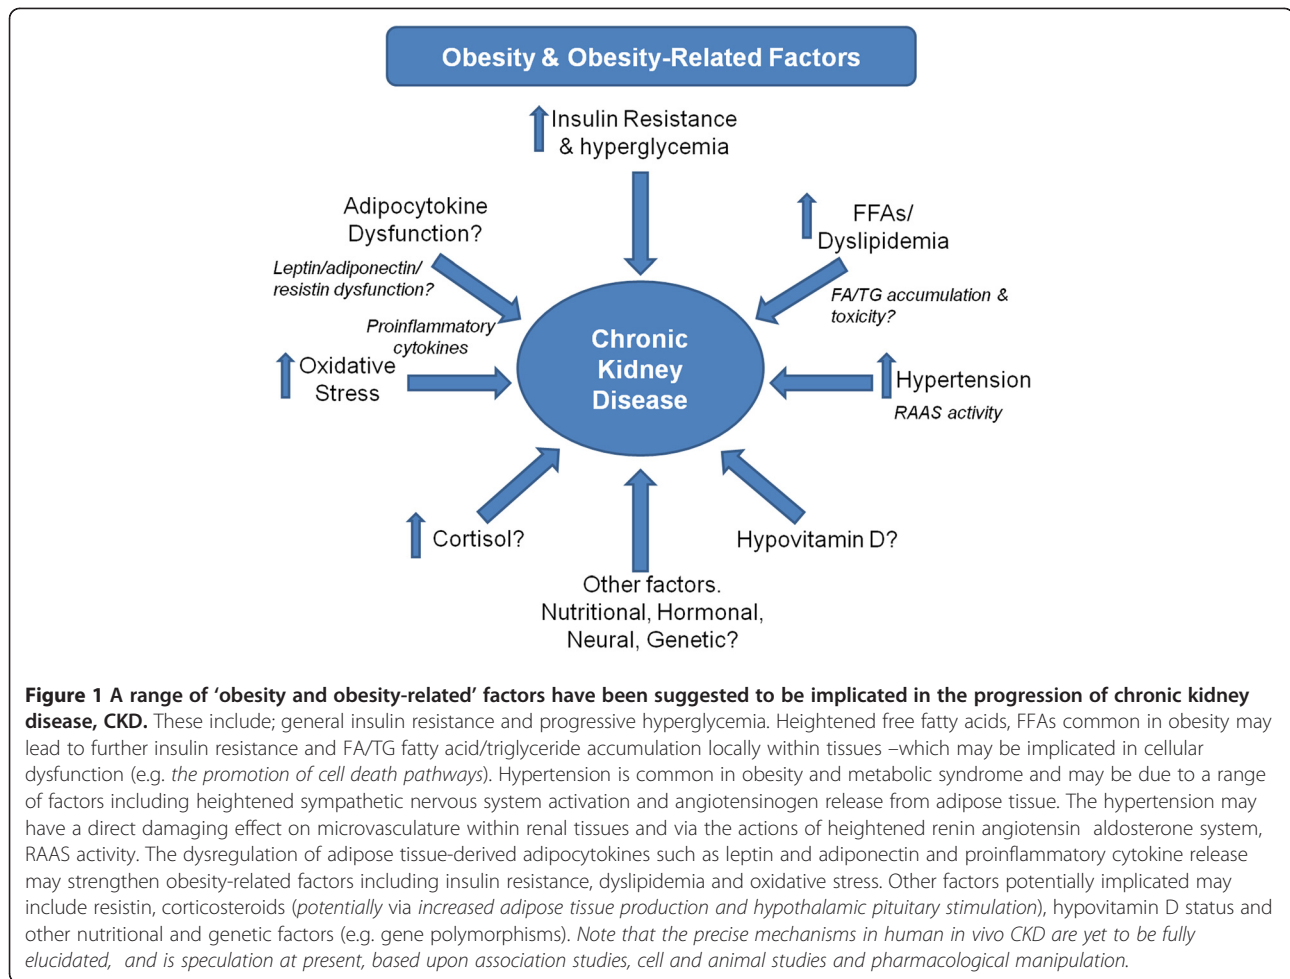 Obesity & Obesity-Related Factors
Insulin Resistance
& hyperglycemia
Adipocytokine
Dysfunction?
Leptin/adiponectin/
resistin dysfunction?
FFAs/
Dyslipidemia
FA/TG accumulation &
toxicity?
Proinflammatory
cytokines
Oxidative
Stress
Chronic
Kidney
Disease
Hypertension
RAAS activity
Cortisol?
Hypovitamin D?
Other factors.
Nutritional, Hormonal,
Neural, Genetic?
Figure 1 A range of ‘obesity and obesity-related’ factors have been suggested to be implicated in the progression of chronic kidney
disease, CKD. These include; general insulin resistance and progressive hyperglycemia. Heightened free fatty acids, FFAs common in obesity may
lead to further insulin resistance and FA/TG fatty acid/triglyceride accumulation locally within tissues –which may be implicated in cellular
dysfunction (e.g. the promotion of cell death pathways). Hypertension is common in obesity and metabolic syndrome and may be due to a range
of factors including heightened sympathetic nervous system activation and angiotensinogen release from adipose tissue. The hypertension may
have a direct damaging effect on microvasculature within renal tissues and via the actions of heightened renin angiotensin aldosterone system,
RAAS activity. The dysregulation of adipose tissue-derived adipocytokines such as leptin and adiponectin and proinflammatory cytokine release
may strengthen obesity-related factors including insulin resistance, dyslipidemia and oxidative stress. Other factors potentially implicated may
include resistin, corticosteroids (potentially via increased adipose tissue production and hypothalamic pituitary stimulation), hypovitamin D status and
other nutritional and genetic factors (e.g. gene polymorphisms). Note that the precise mechanisms in human in vivo CKD are yet to be fully
elucidated, and is speculation at present, based upon association studies, cell and animal studies and pharmacological manipulation.